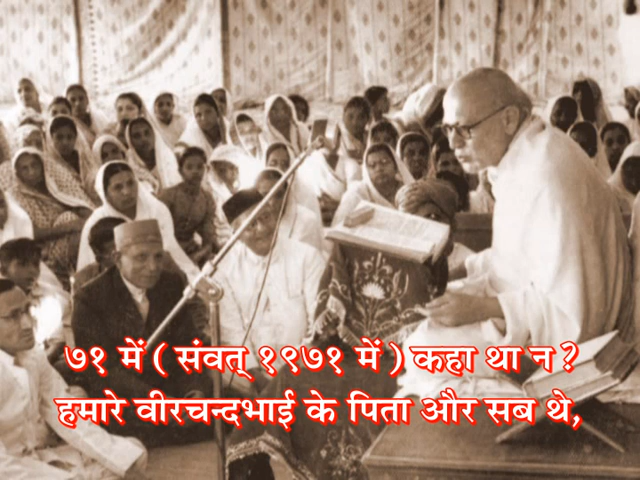 ७१ में ( संवत् १९७१ में ) कहा था न ?
हमारे वीरचन्दभाई के पिता और सब थे,